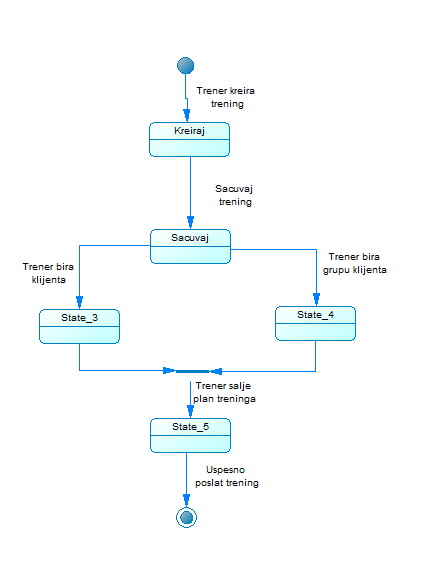 Trener kreira
trening
Kreiraj
Sacuvaj
trening
Sacuvaj
Trener bira
klijenta
Trener bira
grupu klijenta
State_3
State_4
Trener salje
plan treninga
State_5
Uspesno
poslat trening